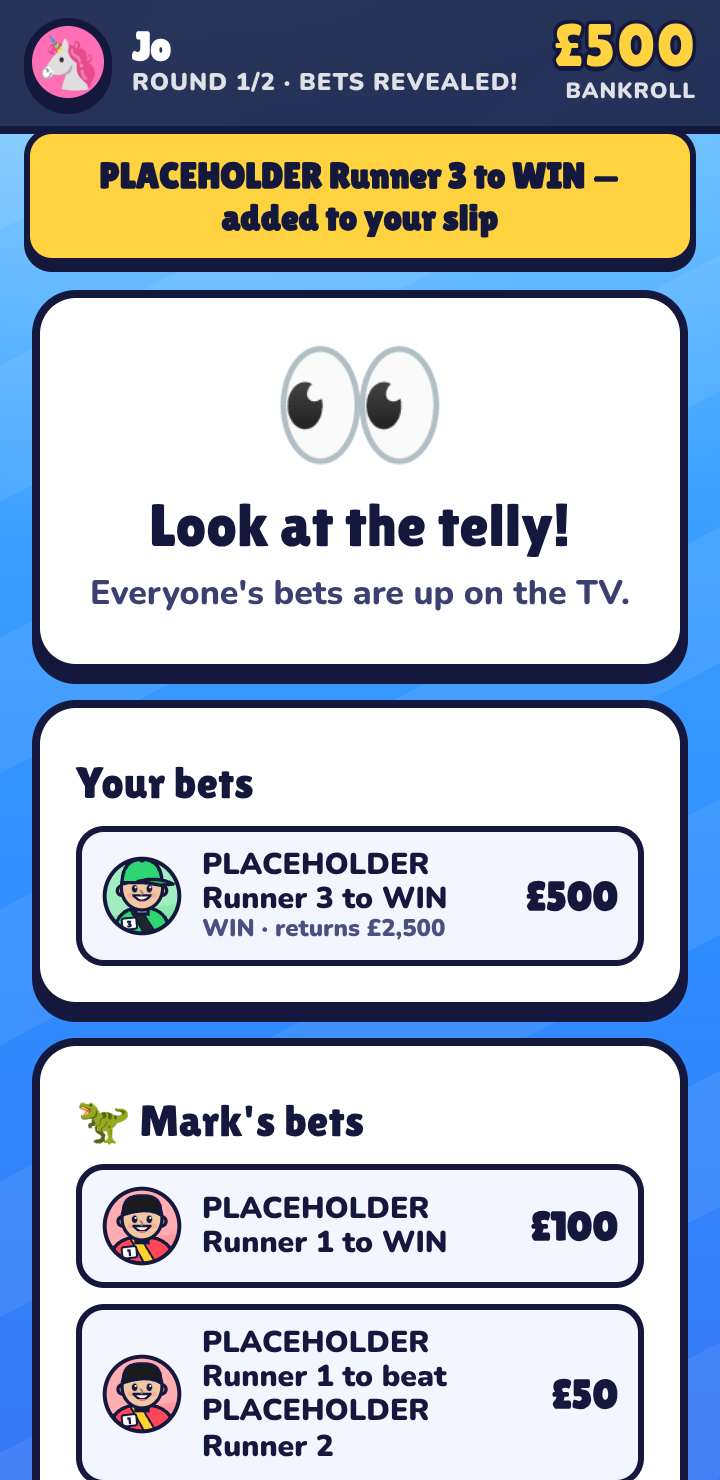 Jo
ROUND 1/2 · BETS REVEALED!
£500
BANKROLL
PLACEHOLDER Runner 3 to WIN –
added to your slip
Look at the telly!
Everyone's bets are up on the TV.
Your bets
PLACEHOLDER
Runner 3 to WIN
WIN · returns £2,500
£500
3
Mark's bets
PLACEHOLDER
Runner 1 to WIN
£100
1
PLACEHOLDER
Runner 1 to beat
PLACEHOLDER
Runner 2
£50
1